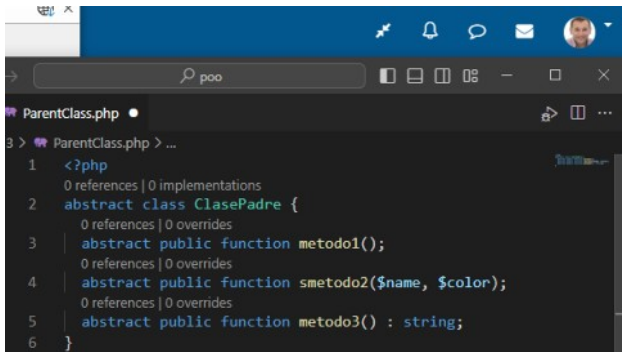 poo
ParentClass.php
3 > ParentClass.php > ...
1 <?php
0 references | 0 implementations
2 abstract class ClasePadre {
0 references | 0 overrides
3 abstract public function metodo1();
0 references | 0 overrides
4 abstract public function smetodo2($name, $color);
0 references | 0 overrides
5 abstract public function metodo3() : string;
6 }